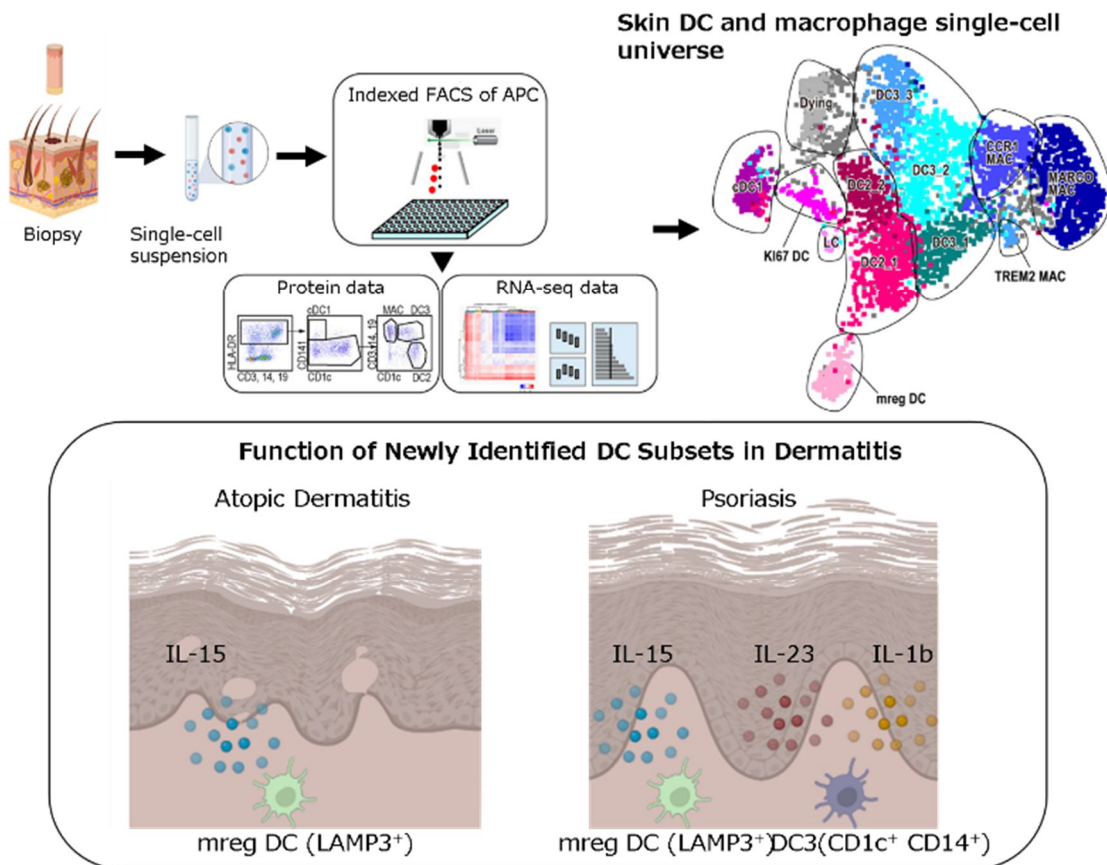 Skin DC and macrophage single-cell
universe
Biopsy
Single-cell
suspension
Indexed FACS of APC
Laser
Protein data
cDC1
MAC DC3
HLA-DR
CD141
CD3, 14, 19
CD3, 14, 19
CD1c
CD1c
DC2
RNA-seq data
Dying
DC3_3
CCR1
MAC
MARCO
MAC
cDC1
DC2_2
DC3_2
KI67 DC
LC
DC2_1
DC3_1
TREM2 MAC
mreg DC
Function of Newly Identified DC Subsets in Dermatitis
Atopic Dermatitis
Psoriasis
IL-15
IL-15
IL-23
IL-1b
mreg DC (LAMP3⁺)
mreg DC (LAMP3⁺)
DC3(CD1c⁺ CD14⁺)